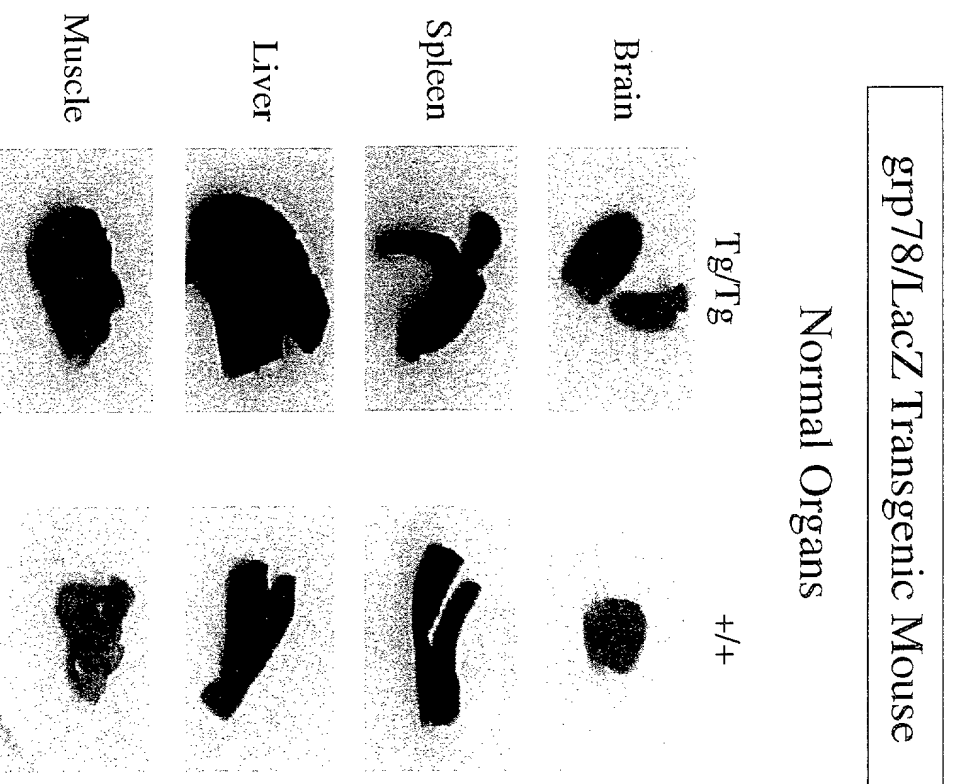 grp78/LacZ Transgenic Mouse
Normal Organs
Tg/Tg +/+
Brain
Spleen
Liver
Muscle